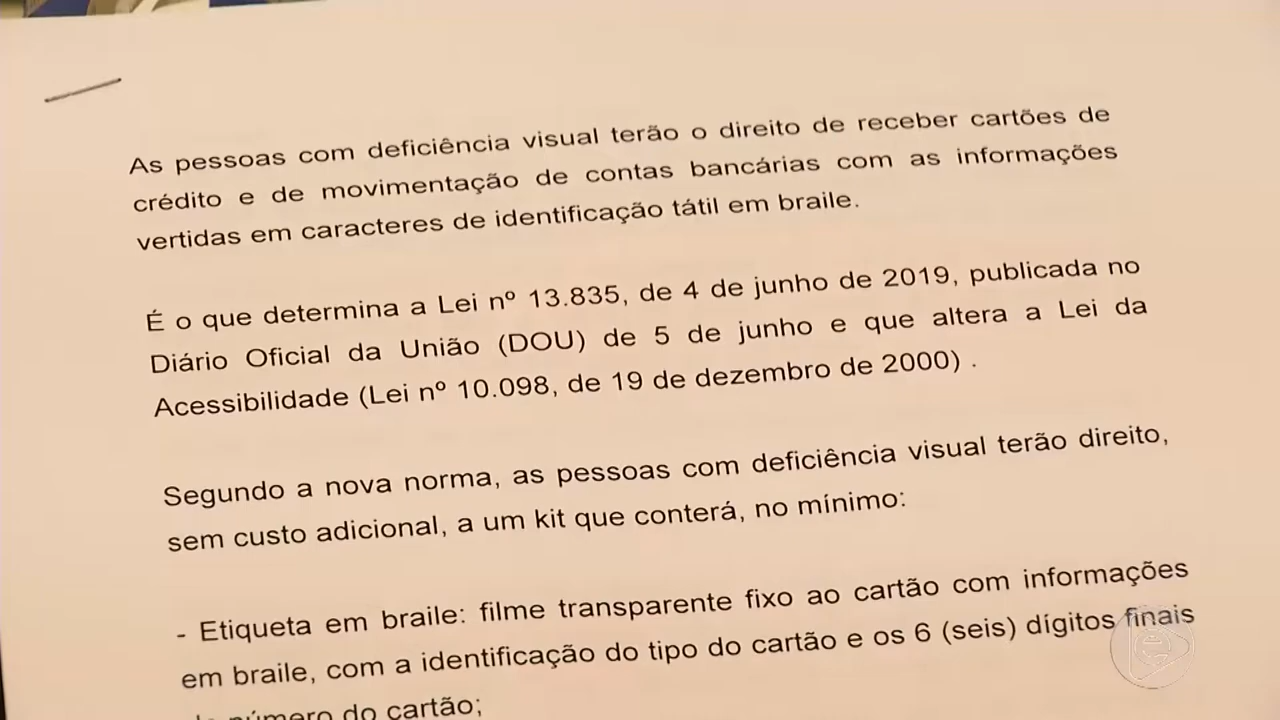 As pessoas com deficiência visual terão o direito de receber cartões de
crédito e de movimentação de contas bancárias com as informações
vertidas em caracteres de identificação tátil em braile.
É o que determina a Lei nº 13.835, de 4 de junho de 2019, publicada no
Diário Oficial da União (DOU) de 5 de junho e que altera a Lei da
Acessibilidade (Lei nº 10.098, de 19 de dezembro de 2000) .
Segundo a nova norma, as pessoas com deficiência visual terão direito,
sem custo adicional, a um kit que conterá, no mínimo:
- Etiqueta em braile: filme transparente fixo ao cartão com informações
em braile, com a identificação do tipo do cartão e os 6 (seis) dígitos finais
número do cartão;